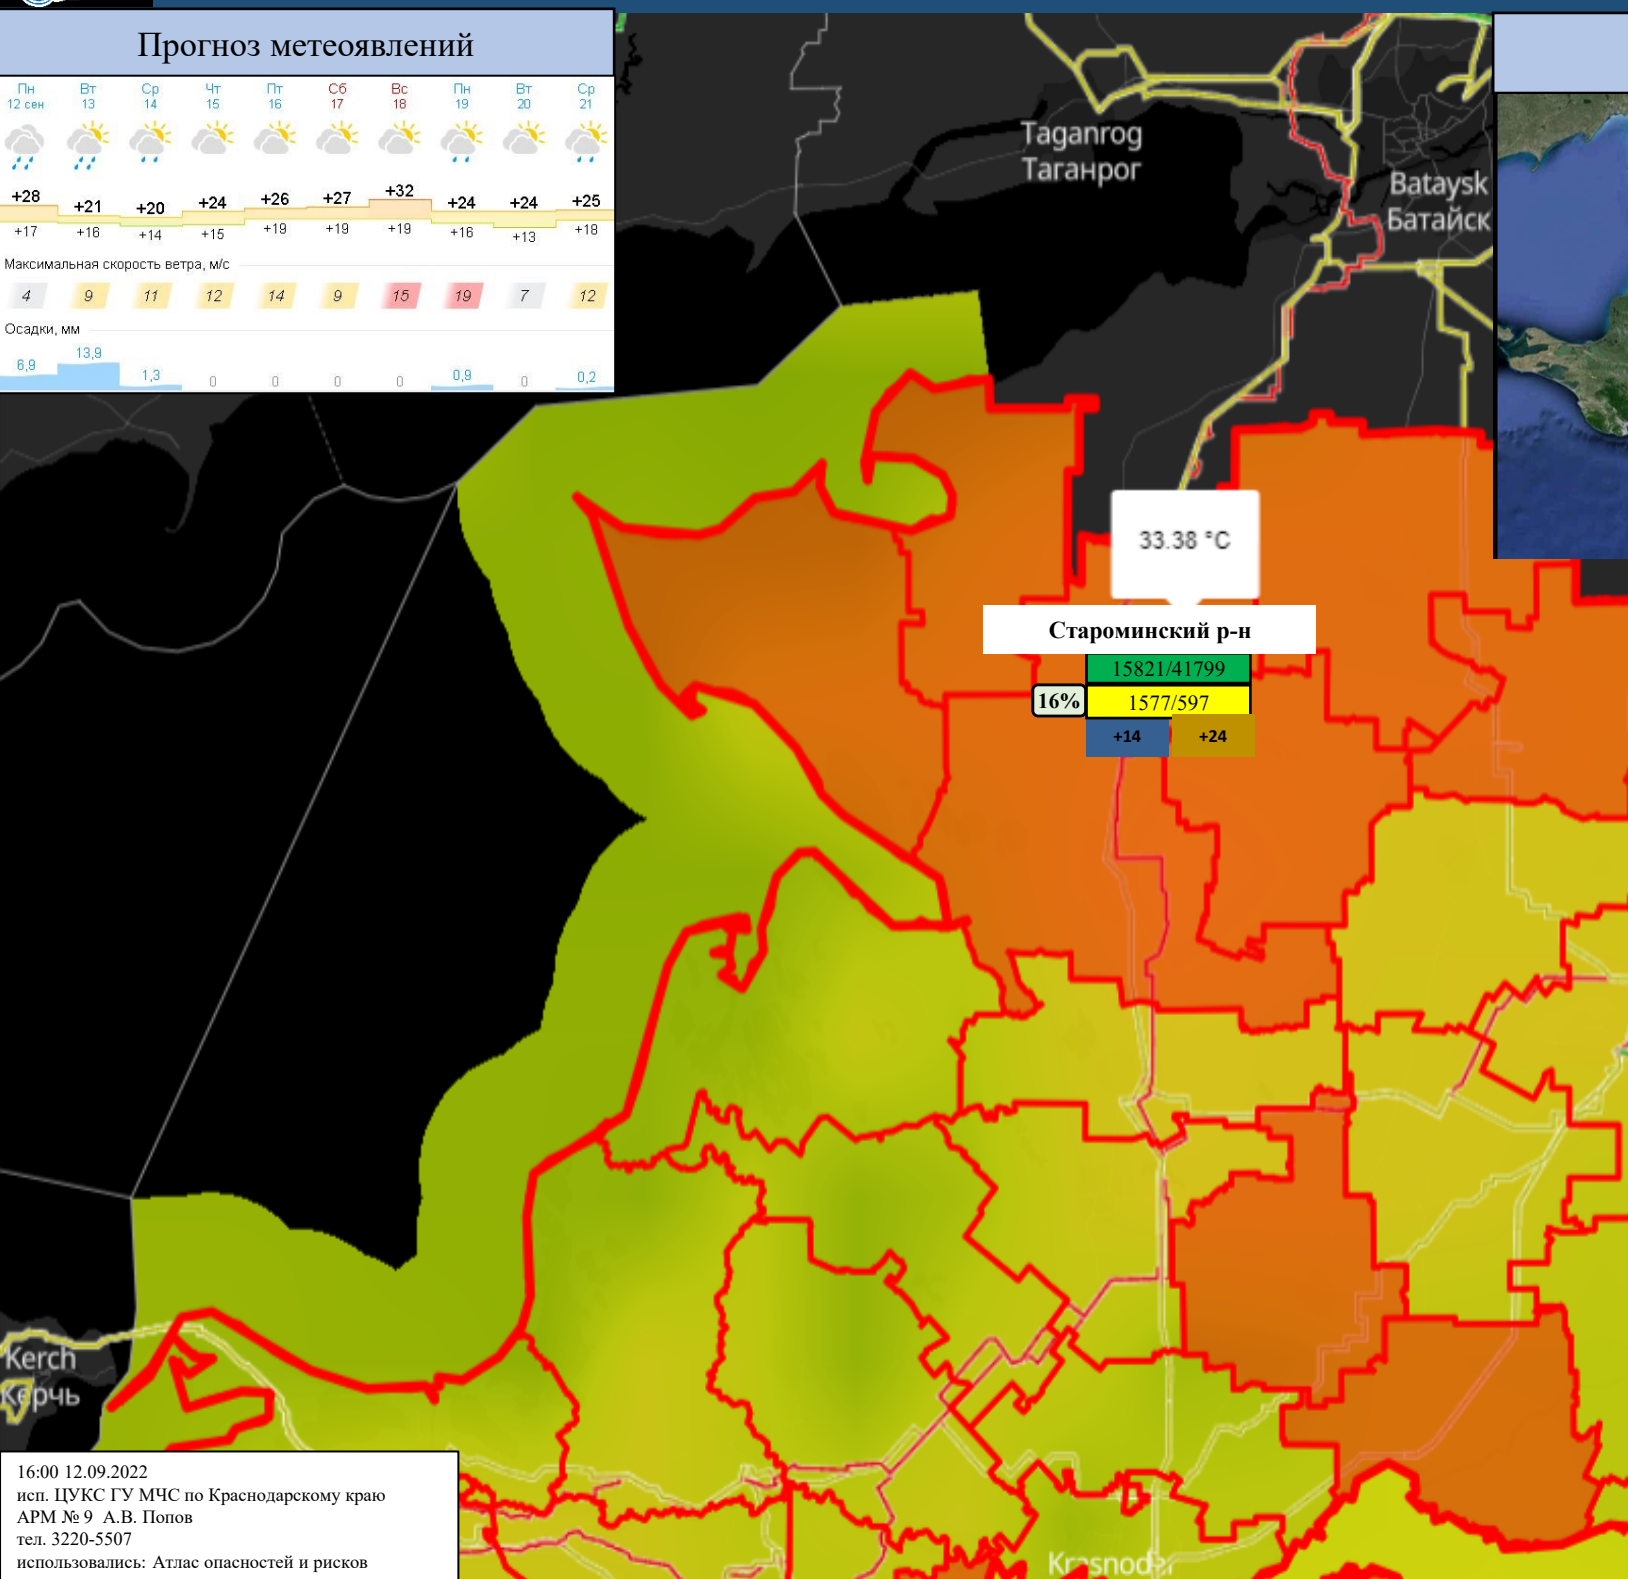 Прогноз метеоявлений
Пн Вт Ср Чт Пт Сб Вс Пн Вт Ср
12 сен 13 14 15 16 17 18 19 20 21
+28 +21 +20 +24 +26 +27 +32 +24 +24 +25
+17 +16 +14 +15 +19 +19 +19 +16 +13 +18
Максимальная скорость ветра, м/с
4 9 11 12 14 9 15 19 7 12
Осадки, мм
6,9 13,9 1,3 0 0 0 0 0,9 0 0,2
Taganrog
Таганрог
Bataysk
Батайск
33.38 °C
Староминский р-н
15821/41799
16% 1577/597
+14 +24
Kerch
Керчь
16:00 12.09.2022
исп. ЦУКС ГУ МЧС по Краснодарскому краю
АРМ № 9 А.В. Попов
тел. 3220-5507
использовались: Атлас опасностей и рисков